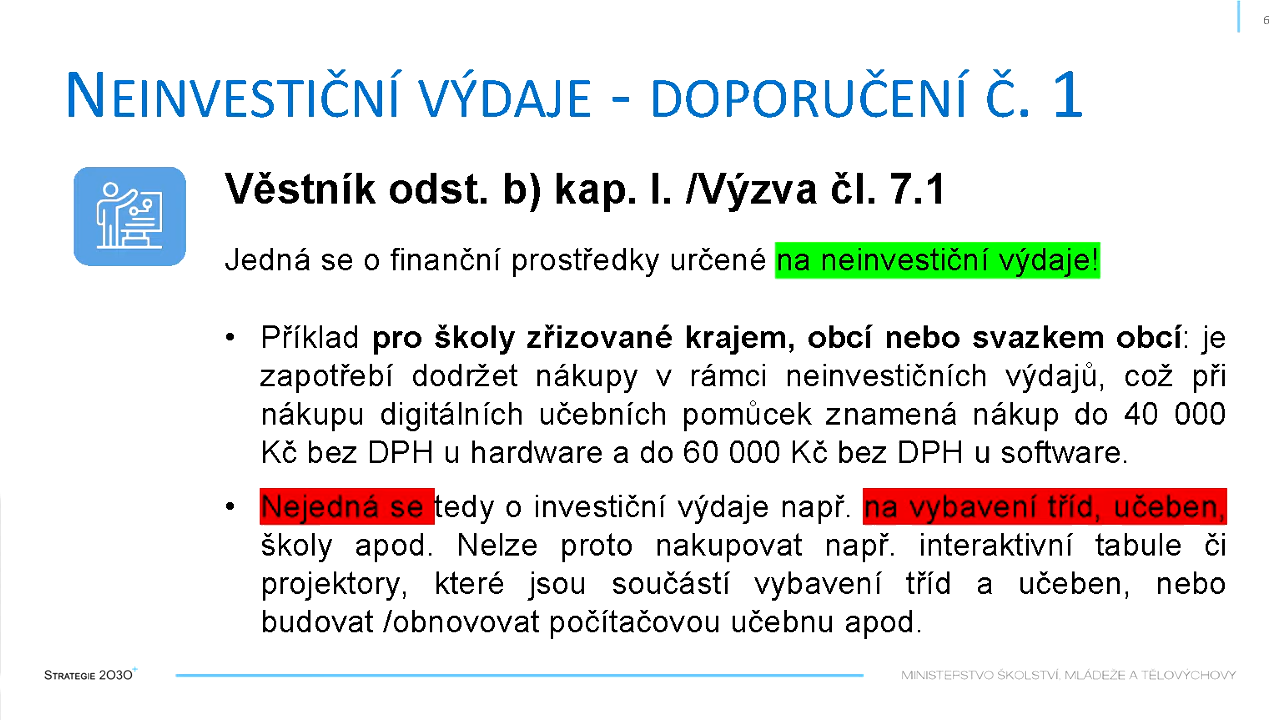 6
NEINVESTIČNÍ VÝDAJE - DOPORUČENÍ Č. 1
Věstník odst. b) kap. I. /Výzva čl. 7.1
Jedná se o finanční prostředky určené na neinvestiční výdaje!
• Příklad pro školy zřizované krajem, obcí nebo svazkem obcí: je
zapotřebí dodržet nákupy v rámci neinvestičních výdajů, což při
nákupu digitálních učebních pomůcek znamená nákup do 40 000
Kč bez DPH u hardware a do 60 000 Kč bez DPH u software.
• Nejedná se tedy o investiční výdaje např. na vybavení tříd, učeben,
školy apod. Nelze proto nakupovat např. interaktivní tabule či
projektory, které jsou součástí vybavení tříd a učeben, nebo
budovat /obnovovat počítačovou učebnu apod.
STRATEGIE 2030+
MINISTERSTVO ŠKOLSTVÍ, MLÁDEŽE A TĚLOVÝCHOVY